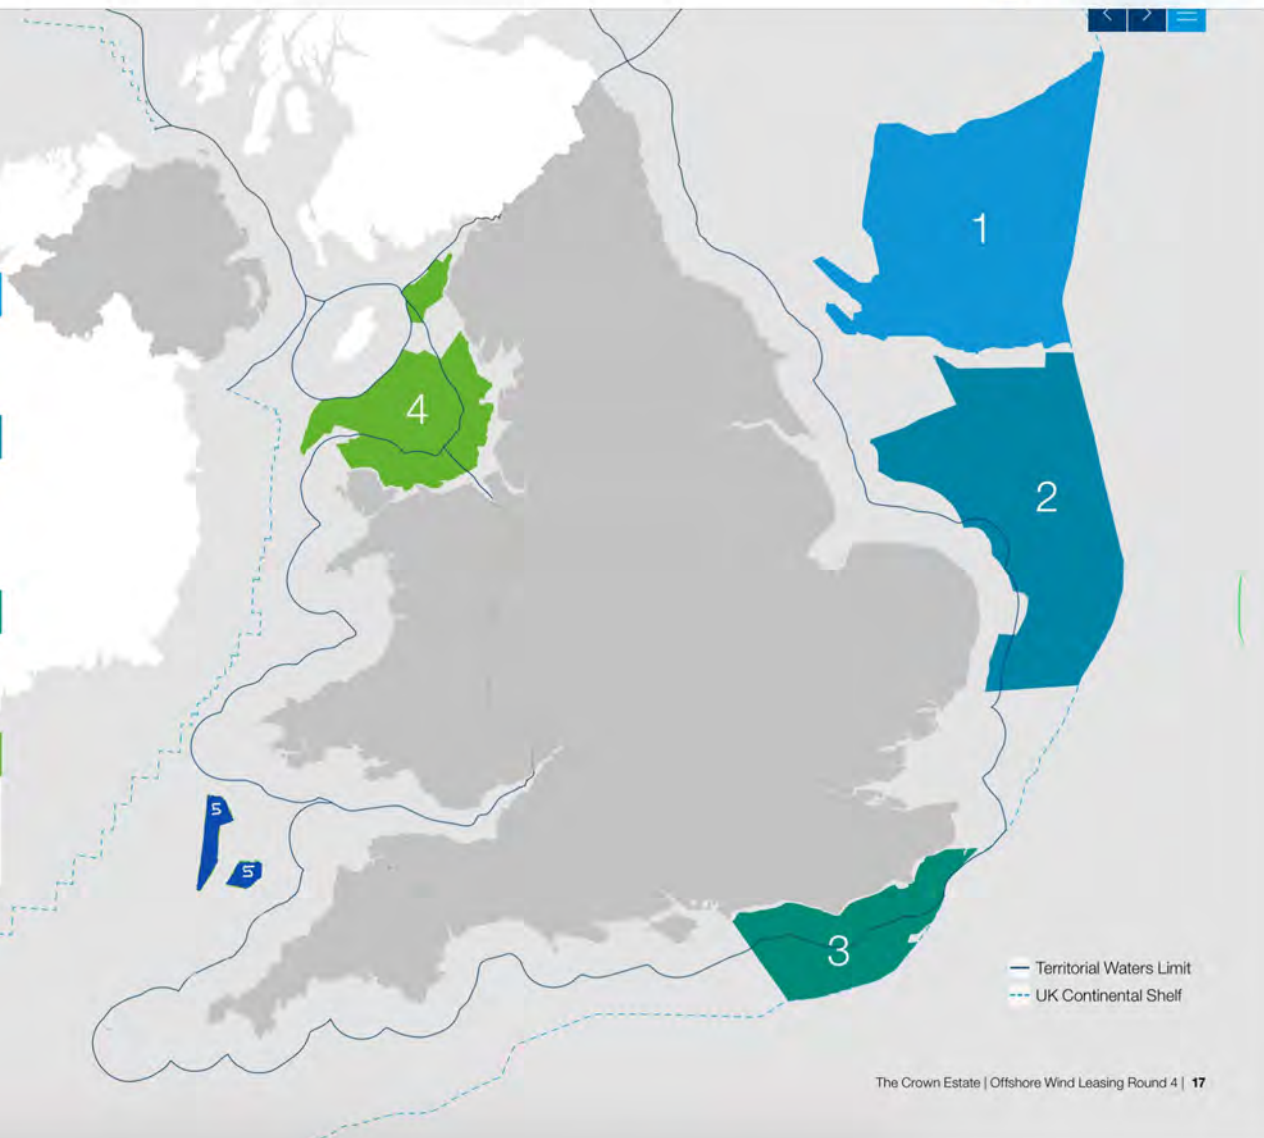 1
4
2
5
5
3
Territorial Waters Limit
UK Continental Shelf
The Crown Estate | Offshore Wind Leasing Round 4 | 17